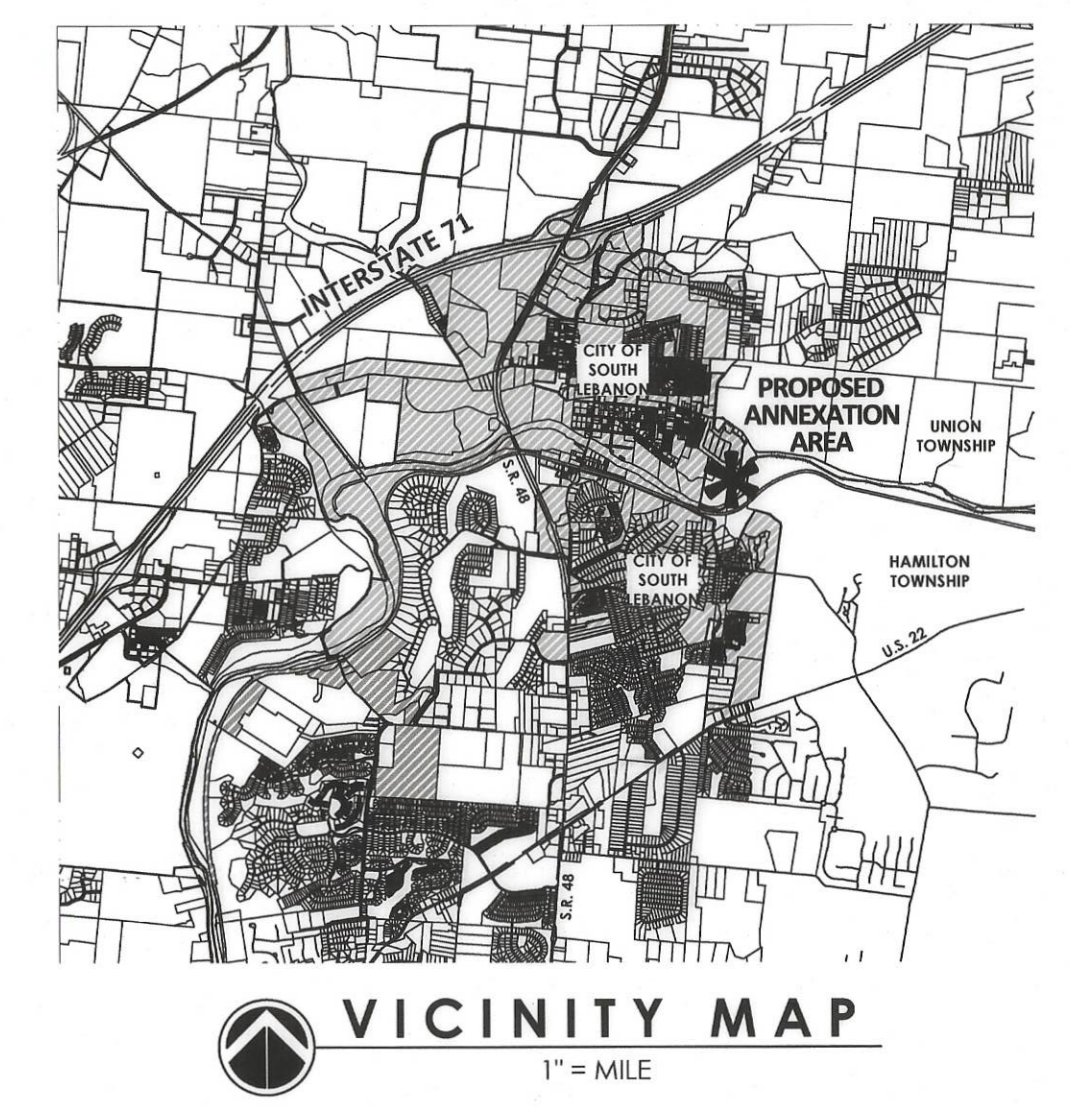 INTERSTATE 71
CITY OF
SOUTH
LEBANON
PROPOSED
ANNEXATION
AREA
UNION
TOWNSHIP
S.R. 48
CITY OF
SOUTH
LEBANON
HAMILTON
TOWNSHIP
U.S. 22
S.R. 48
VICINITY MAP
1" = MILE